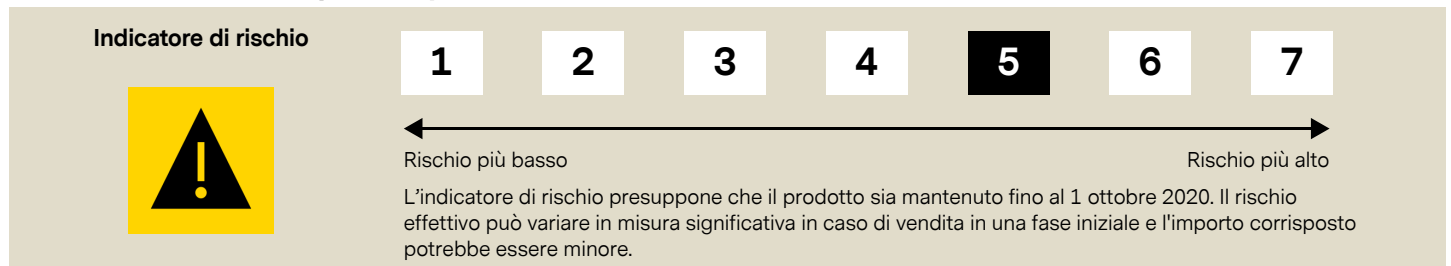 Indicatore di rischio
1 2 3 4 5 6 7
Rischio più basso Rischio più alto
L'indicatore di rischio presuppone che il prodotto sia mantenuto fino al 1 ottobre 2020. Il rischio
effettivo può variare in misura significativa in caso di vendita in una fase iniziale e l'importo corrisposto
potrebbe essere minore.